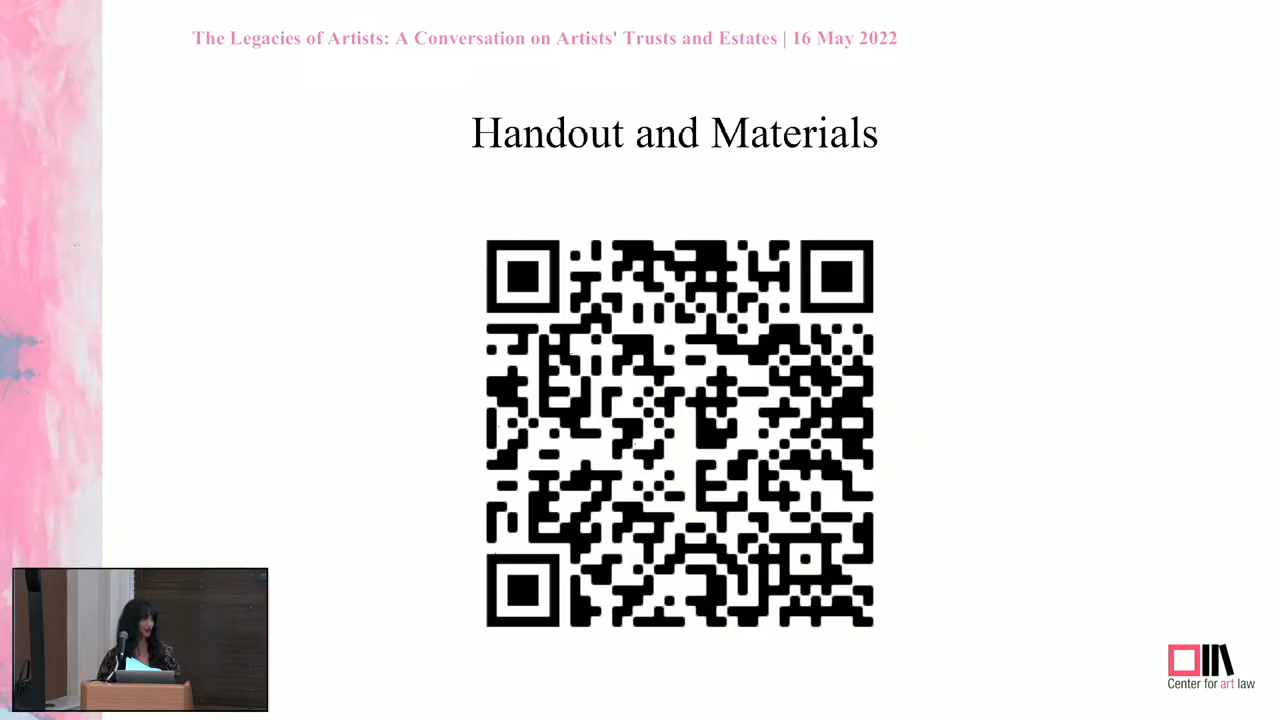 The Legacies of Artists: A Conversation on Artists' Trusts and Estates | 16 May 2022
Handout and Materials
Center for art law